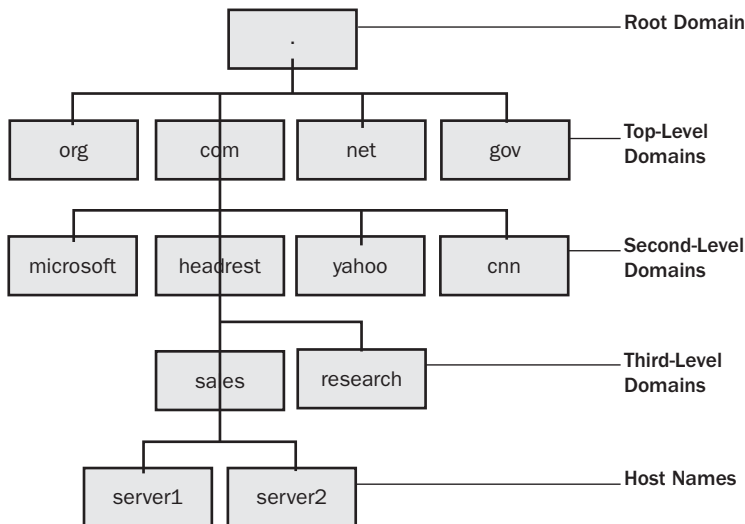 .
Root Domain
org
com
net
gov
Top-Level
Domains
microsoft
headrest
yahoo
cnn
Second-Level
Domains
sales
research
Third-Level
Domains
server1
server2
Host Names